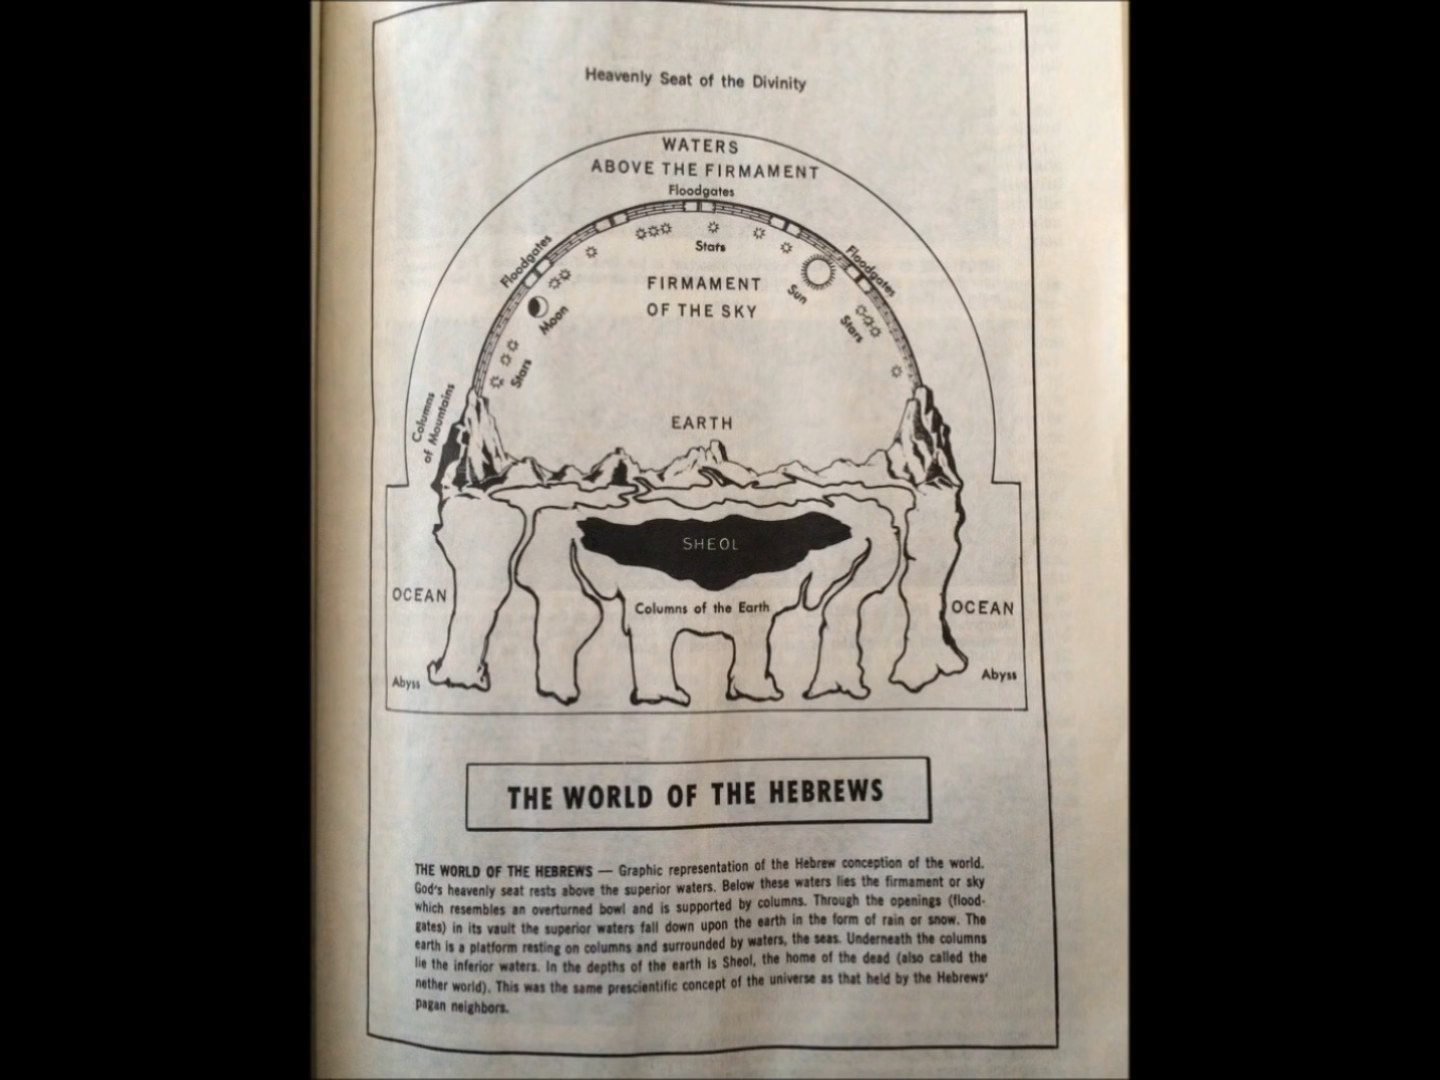 Heavenly Seat of the Divinity
WATERS
ABOVE THE FIRMAMENT
Floodgates
Floodgates
Floodgates
Stars
FIRMAMENT
OF THE SKY
Moon
Sun
Stars
Stars
Columns
of Mountains
EARTH
SHEOL
OCEAN
Columns of the Earth
OCEAN
Abyss
Abyss
THE WORLD OF THE HEBREWS
THE WORLD OF THE HEBREWS — Graphic representation of the Hebrew conception of the world.
God's heavenly seat rests above the superior waters. Below these waters lies the firmament or sky
which resembles an overturned bowl and is supported by columns. Through the openings (flood-
gates) in its vault the superior waters fall down upon the earth in the form of rain or snow. The
earth is a platform resting on columns and surrounded by waters, the seas. Underneath the columns
lie the inferior waters. In the depths of the earth is Sheol, the home of the dead (also called the
nether world). This was the same prescientific concept of the universe as that held by the Hebrews'
pagan neighbors.